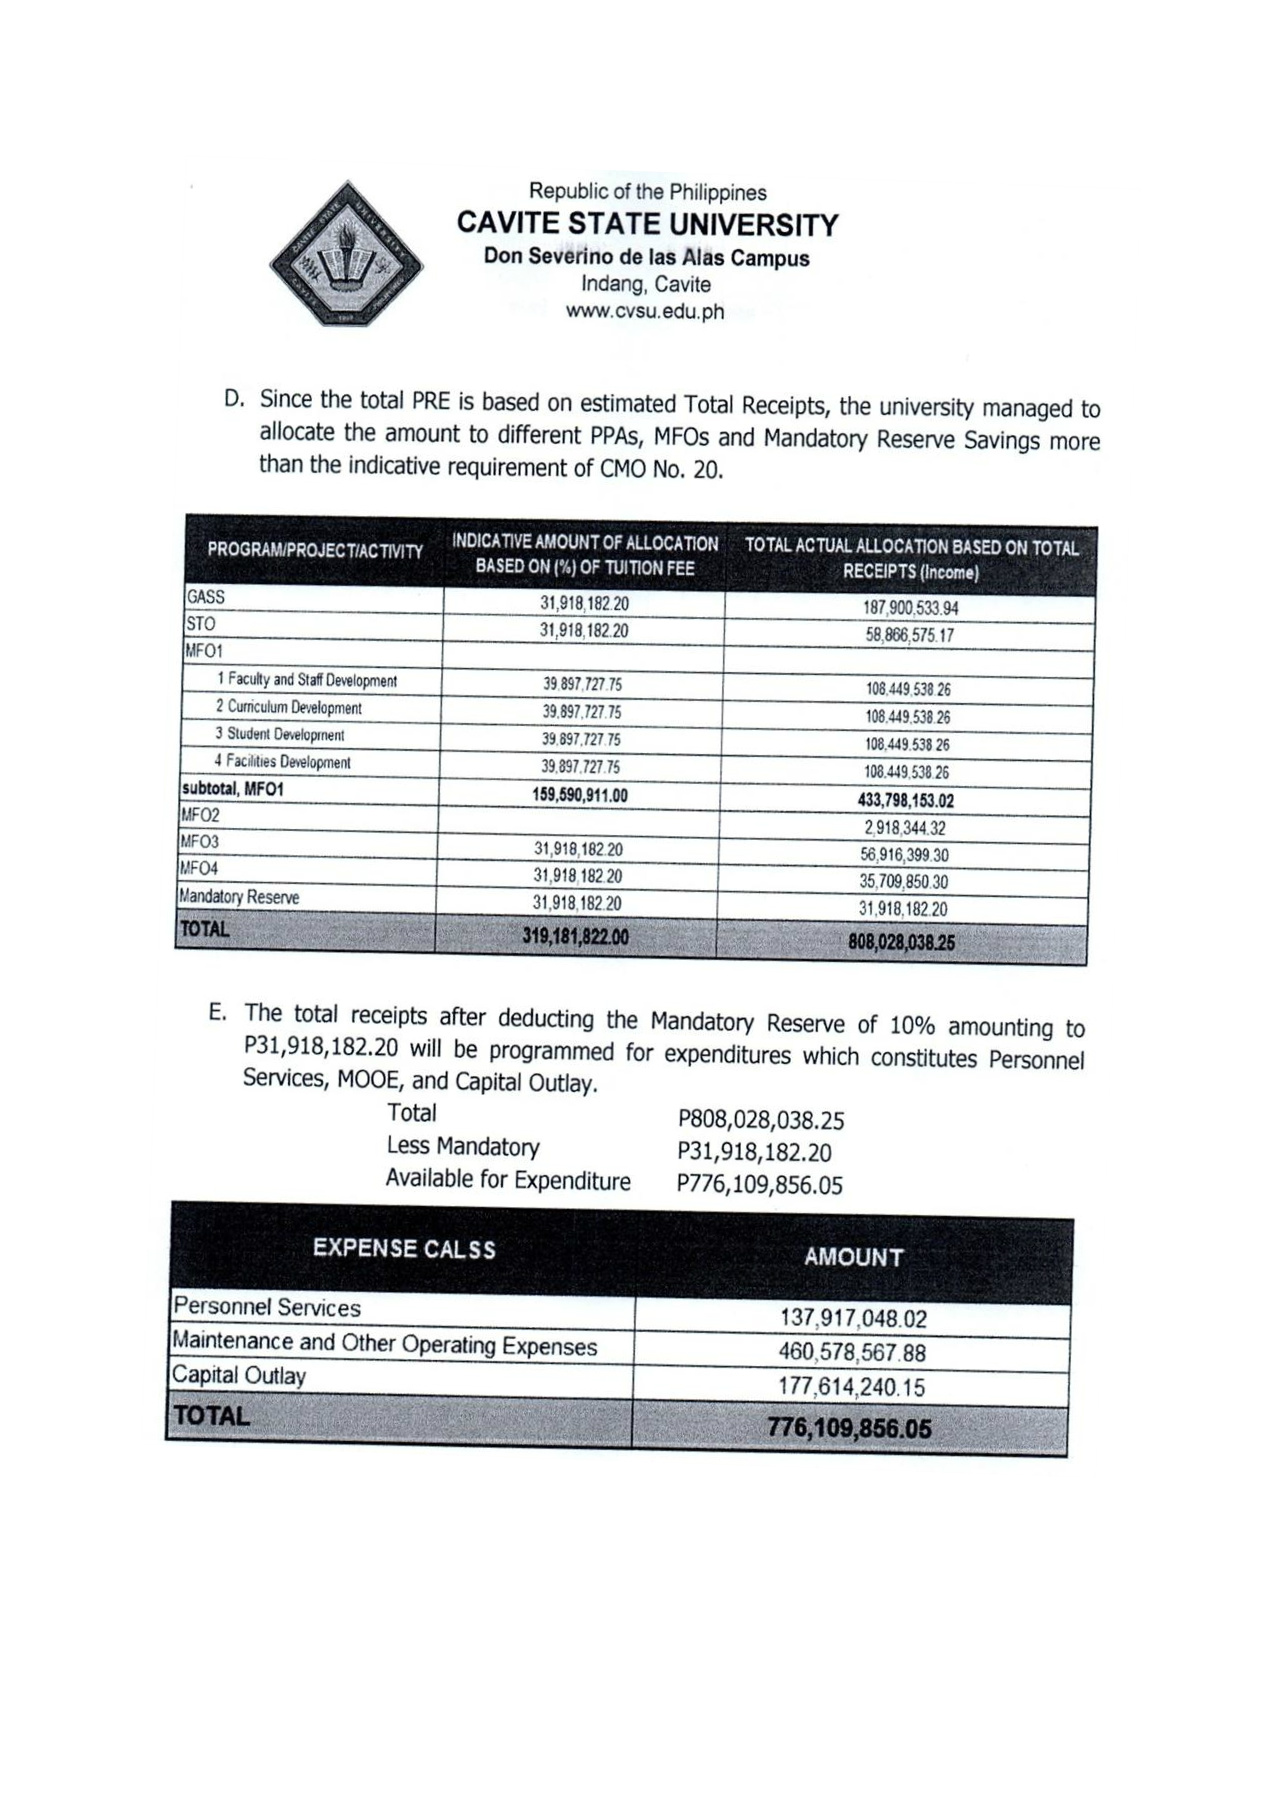 Republic of the Philippines
CAVITE STATE UNIVERSITY
Don Severino de las Alas Campus
Indang, Cavite
www.cvsu.edu.ph
D. Since the total PRE is based on estimated Total Receipts, the university managed to
allocate the amount to different PPAs, MFOs and Mandatory Reserve Savings more
than the indicative requirement of CMO No. 20.
PROGRAM/PROJECT/ACTIVITY INDICATIVE AMOUNT OF ALLOCATION BASED ON (%) OF TUITION FEE TOTAL ACTUAL ALLOCATION BASED ON TOTAL RECEIPTS (Income)
GASS 31,918,182.20 187,900,533.94
STO 31,918,182.20 58,866,575.17
MFO1
1 Faculty and Staff Development 39,897,727.75 108,449,538.26
2 Curriculum Development 39,897,727.75 108,449,538.26
3 Student Development 39,897,727.75 108,449,538.26
4 Facilities Development 39,897,727.75 108,449,538.26
subtotal, MFO1 159,590,911.00 433,798,153.02
MFO2 2,918,344.32
MFO3 31,918,182.20 56,916,399.30
MFO4 31,918,182.20 35,709,850.30
Mandatory Reserve 31,918,182.20 31,918,182.20
TOTAL 319,181,822.00 808,028,038.25
E. The total receipts after deducting the Mandatory Reserve of 10% amounting to
P31,918,182.20 will be programmed for expenditures which constitutes Personnel
Services, MOOE, and Capital Outlay.
Total P808,028,038.25
Less Mandatory P31,918,182.20
Available for Expenditure P776,109,856.05
EXPENSE CALSS AMOUNT
Personnel Services 137,917,048.02
Maintenance and Other Operating Expenses 460,578,567.88
Capital Outlay 177,614,240.15
TOTAL 776,109,856.05